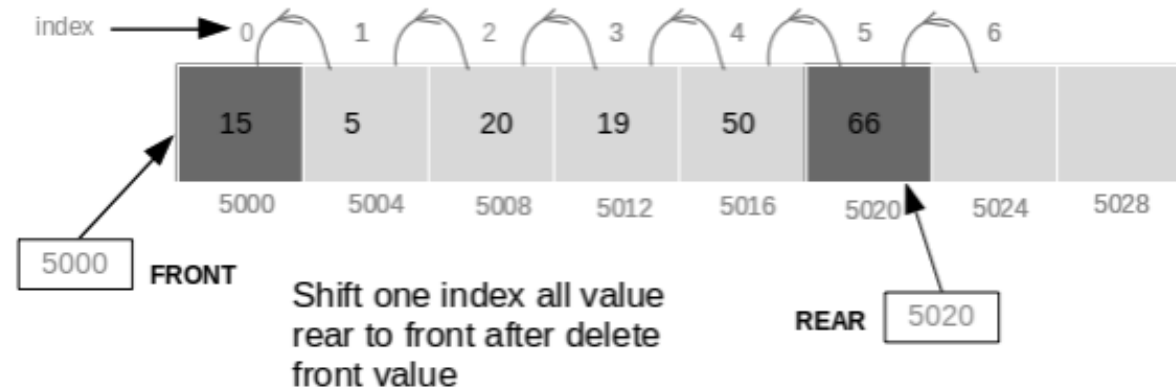 index 0 1 2 3 4 5 6
15 5 20 19 50 66
5000 5004 5008 5012 5016 5020 5024 5028
5000 FRONT
Shift one index all value
rear to front after delete
front value
REAR 5020